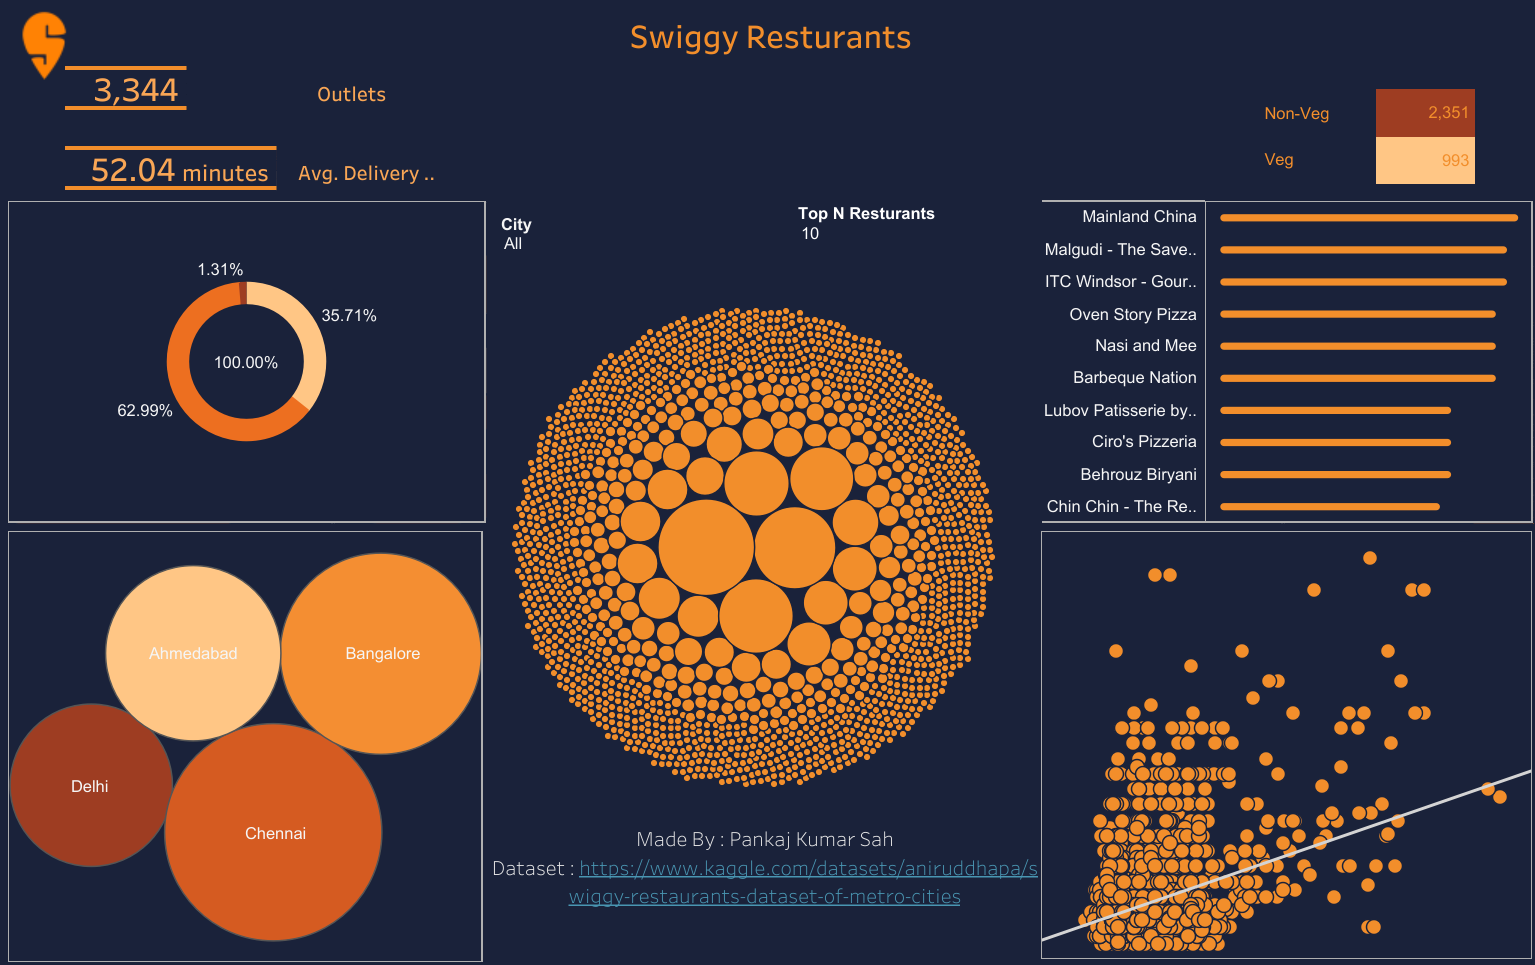 Swiggy Resturants
3,344
Outlets
52.04 minutes
Avg. Delivery ..
Non-Veg
2,351
Veg
993
1.31%
35.71%
100.00%
62.99%
City
All
Top N Resturants
10
Mainland China
Malgudi - The Save..
ITC Windsor - Gour..
Oven Story Pizza
Nasi and Mee
Barbeque Nation
Lubov Patisserie by..
Ciro's Pizzeria
Behrouz Biryani
Chin Chin - The Re..
Ahmedabad
Bangalore
Delhi
Chennai
Made By : Pankaj Kumar Sah
Dataset : https://www.kaggle.com/datasets/aniruddhapa/s
wiggy-restaurants-dataset-of-metro-cities